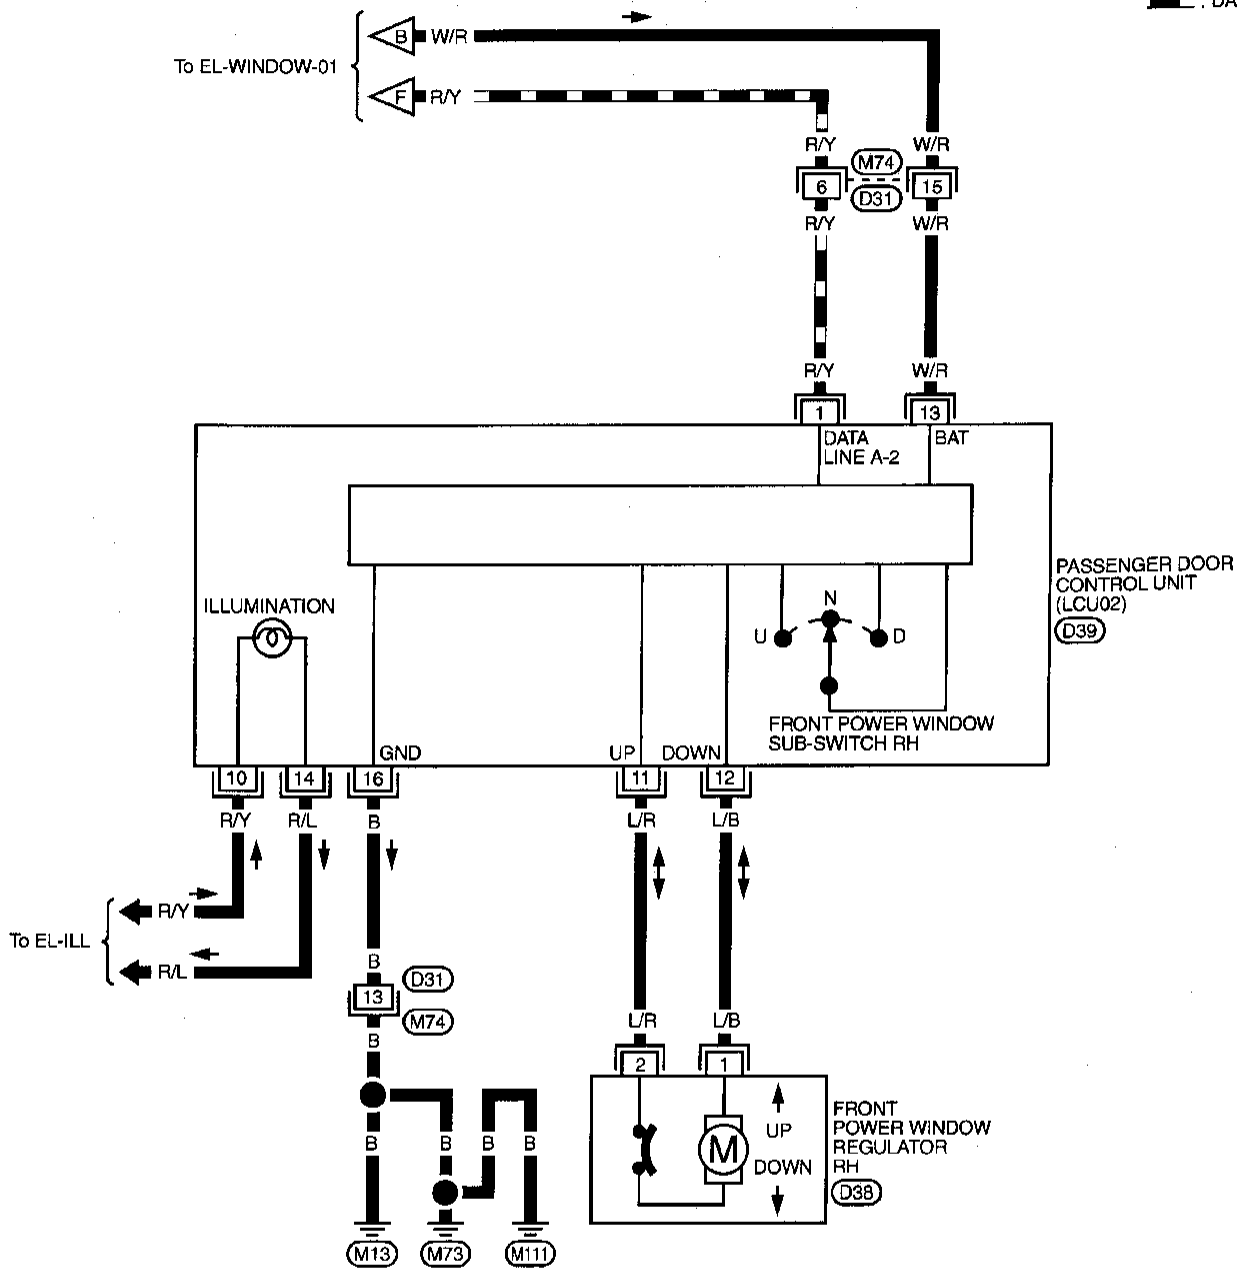 : DA
B W/R
To EL-WINDOW-01
F R/Y
R/Y W/R
M74
6 15
D31
R/Y W/R
R/Y W/R
1 13
DATA LINE A-2
BAT
PASSENGER DOOR
CONTROL UNIT
(LCU02)
D39
ILLUMINATION
N
U D
FRONT POWER WINDOW
SUB-SWITCH RH
GND UP DOWN
10 14 16 11 12
R/Y R/L B L/R L/B
R/Y
To EL-ILL
R/L
B
D31
13
M74
B
L/R L/B
2 1
B B B B
M
UP
DOWN
FRONT
POWER WINDOW
REGULATOR
RH
D38
M13 M73 M111